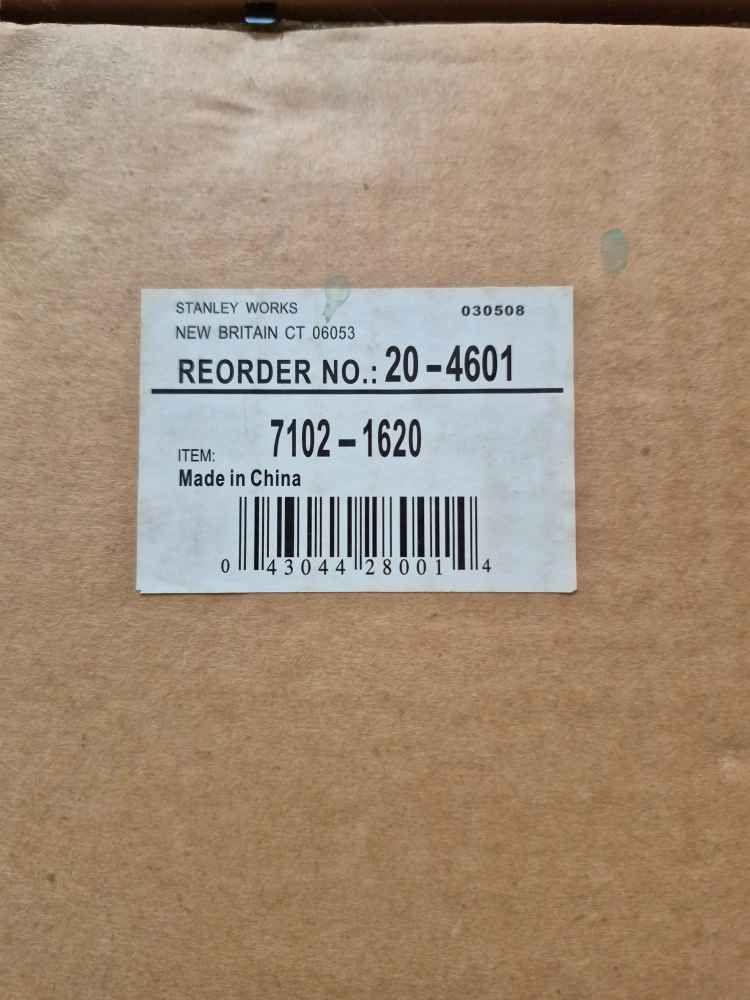 STANLEY WORKS 030508
NEW BRITAIN CT 06053
REORDER NO.: 20-4601
ITEM: 7102-1620
Made in China
0 43044 28001 4